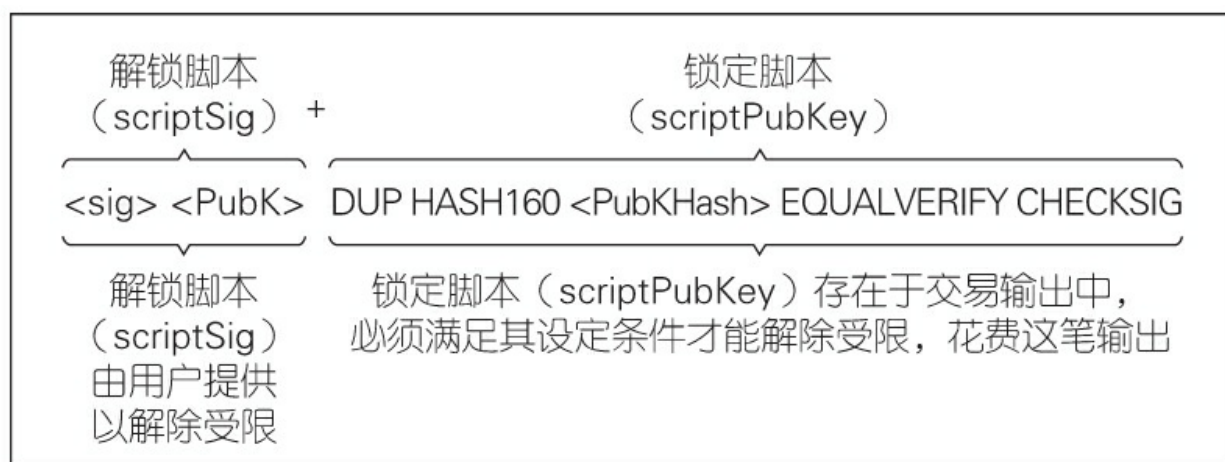 解锁脚本
（scriptSig）
+
锁定脚本
（scriptPubKey）
<sig> <PubK>
DUP HASH160 <PubKHash> EQUALVERIFY CHECKSIG
解锁脚本
（scriptSig）
由用户提供
以解除受限
锁定脚本（scriptPubKey）存在于交易输出中，
必须满足其设定条件才能解除受限，花费这笔输出